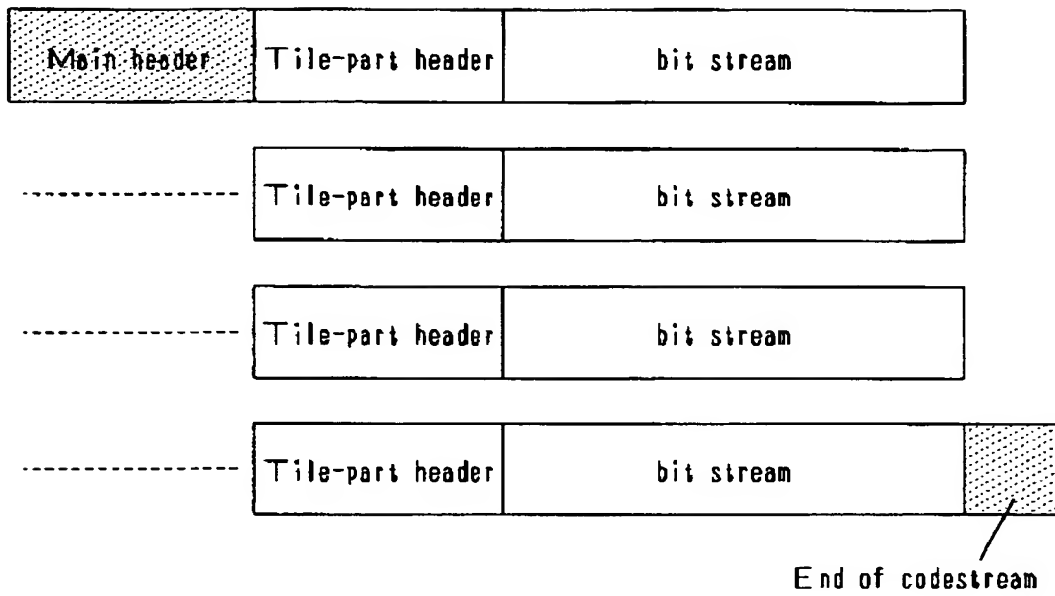 Main header Tile-part header bit stream
Tile-part header bit stream
Tile-part header bit stream
Tile-part header bit stream
End of codestream